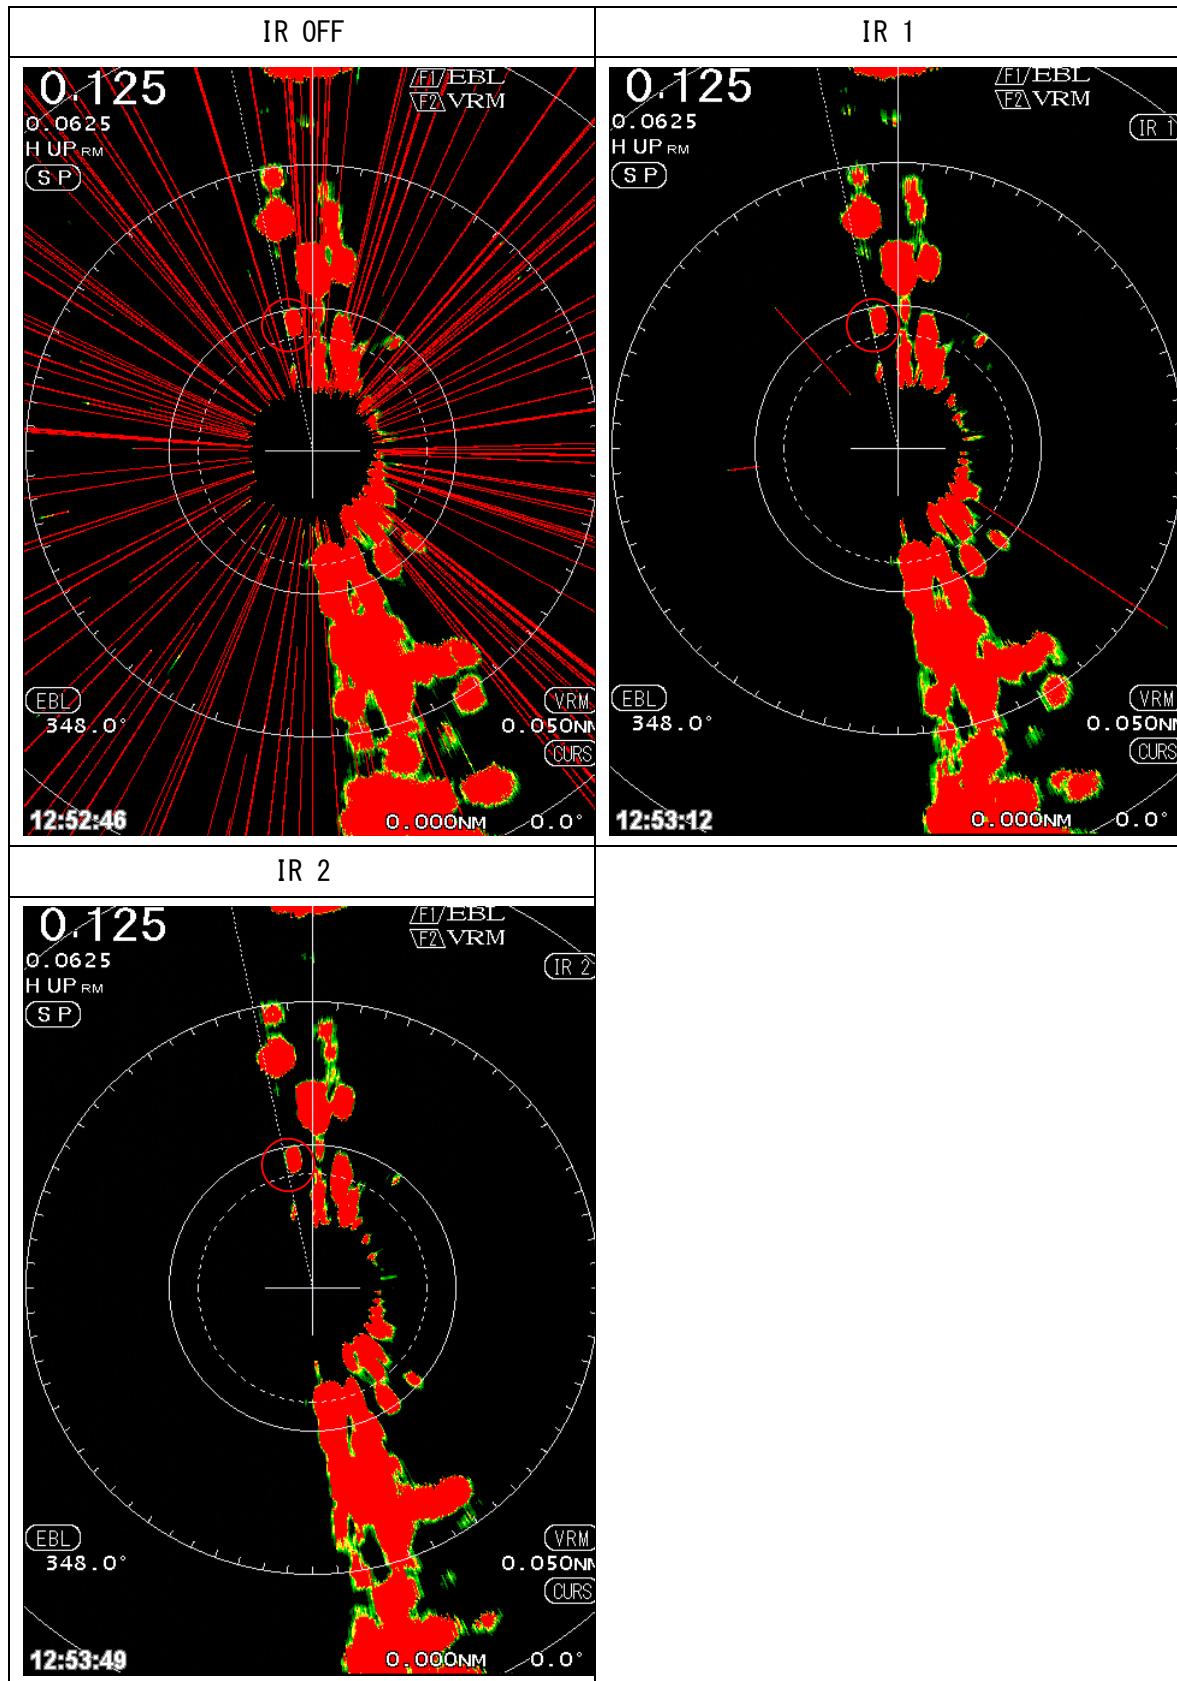 IR OFF
IR 1
0.125
F1 EBL
F2 VRM
0.0625
H UP RM
S P
EBL
348.0°
VRM
0.050NM
CURS
12:52:46
0.000NM
0.0°
0.125
F1 EBL
F2 VRM
0.0625
IR 1
H UP RM
S P
EBL
348.0°
VRM
0.050NM
CURS
12:53:12
0.000NM
0.0°
IR 2
0.125
F1 EBL
F2 VRM
0.0625
IR 2
H UP RM
S P
EBL
348.0°
VRM
0.050NM
CURS
12:53:49
0.000NM
0.0°